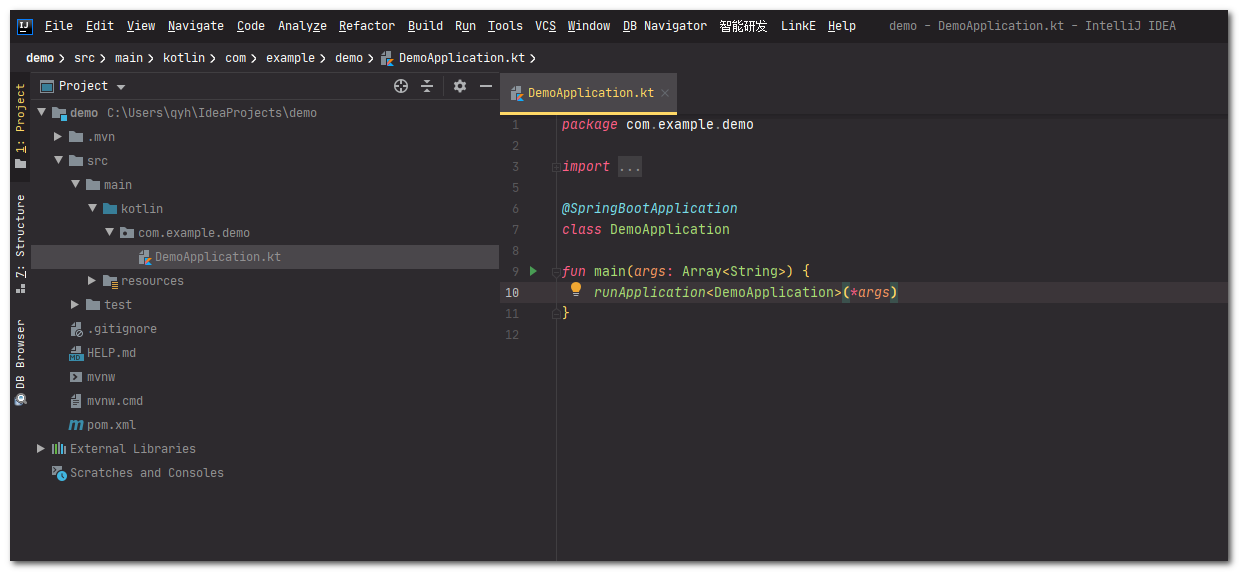 IJ File Edit View Navigate Code Analyze Refactor Build Run Tools VCS Window DB Navigator 智能研发 LinkE Help demo - DemoApplication.kt - IntelliJ IDEA
demo src main kotlin com example demo DemoApplication.kt
1: Project
7: Structure
DB Browser
Project
demo C:\Users\qyh\IdeaProjects\demo
.mvn
src
main
kotlin
com.example.demo
DemoApplication.kt
resources
test
.gitignore
HELP.md
mvnw
mvnw.cmd
pom.xml
External Libraries
Scratches and Consoles
DemoApplication.kt
1 package com.example.demo
2
3 import ...
5
6 @SpringBootApplication
7 class DemoApplication
8
9 fun main(args: Array<String>) {
10 runApplication<DemoApplication>(*args)
11 }
12